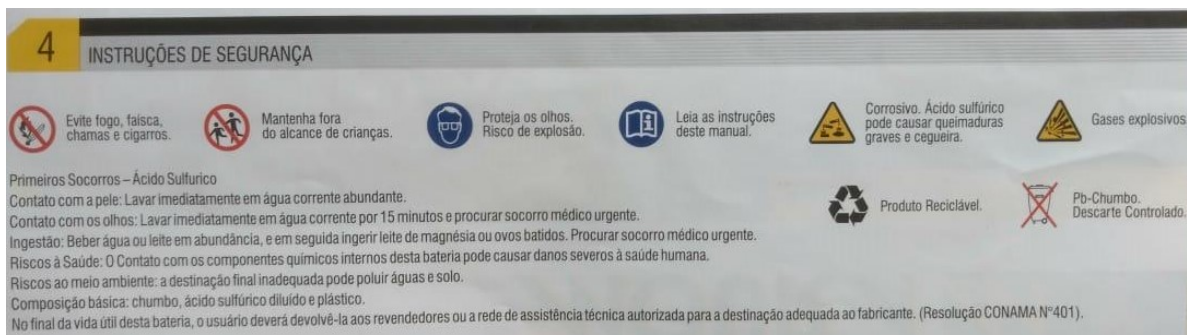 4
INSTRUÇÕES DE SEGURANÇA
Evite fogo, faísca,
chamas e cigarros.
Mantenha fora
do alcance de crianças.
Proteja os olhos.
Risco de explosão.
Leia as instruções
deste manual.
Corrosivo. Ácido sulfúrico
pode causar queimaduras
graves e cegueira.
Gases explosivos
Produto Reciclável.
Pb-Chumbo.
Descarte Controlado.
Primeiros Socorros – Ácido Sulfurico
Contato com a pele: Lavar imediatamente em água corrente abundante.
Contato com os olhos: Lavar imediatamente em água corrente por 15 minutos e procurar socorro médico urgente.
Ingestão: Beber água ou leite em abundância, e em seguida ingerir leite de magnésia ou ovos batidos. Procurar socorro médico urgente.
Riscos à Saúde: O Contato com os componentes químicos internos desta bateria pode causar danos severos à saúde humana.
Riscos ao meio ambiente: a destinação final inadequada pode poluir águas e solo.
Composição básica: chumbo, ácido sulfúrico diluído e plástico.
No final da vida útil desta bateria, o usuário deverá devolvê-la aos revendedores ou a rede de assistência técnica autorizada para a destinação adequada ao fabricante. (Resolução CONAMA Nº401).